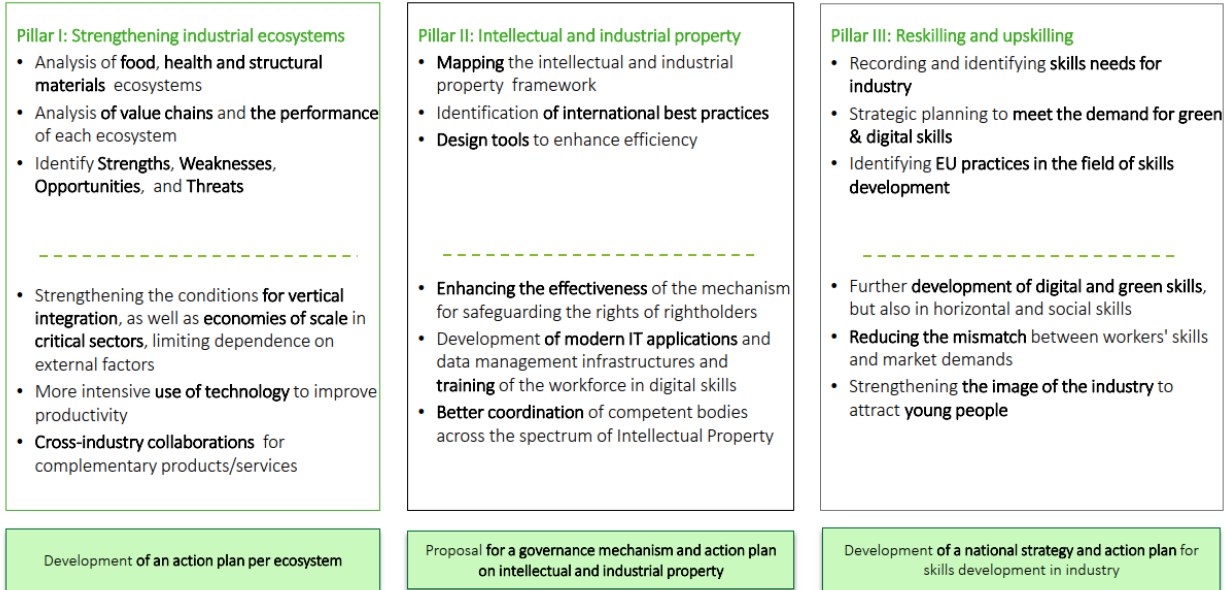 Pillar I: Strengthening industrial ecosystems
• Analysis of food, health and structural
materials ecosystems
• Analysis of value chains and the performance
of each ecosystem
• Identify Strengths, Weaknesses,
Opportunities, and Threats
• Strengthening the conditions for vertical
integration, as well as economies of scale in
critical sectors, limiting dependence on
external factors
• More intensive use of technology to improve
productivity
• Cross-industry collaborations for
complementary products/services
Development of an action plan per ecosystem
Pillar II: Intellectual and industrial property
• Mapping the intellectual and industrial
property framework
• Identification of international best practices
• Design tools to enhance efficiency
• Enhancing the effectiveness of the mechanism
for safeguarding the rights of rightholders
• Development of modern IT applications and
data management infrastructures and
training of the workforce in digital skills
• Better coordination of competent bodies
across the spectrum of Intellectual Property
Proposal for a governance mechanism and action plan
on intellectual and industrial property
Pillar III: Reskilling and upskilling
• Recording and identifying skills needs for
industry
• Strategic planning to meet the demand for green
& digital skills
• Identifying EU practices in the field of skills
development
• Further development of digital and green skills,
but also in horizontal and social skills
• Reducing the mismatch between workers' skills
and market demands
• Strengthening the image of the industry to
attract young people
Development of a national strategy and action plan for
skills development in industry